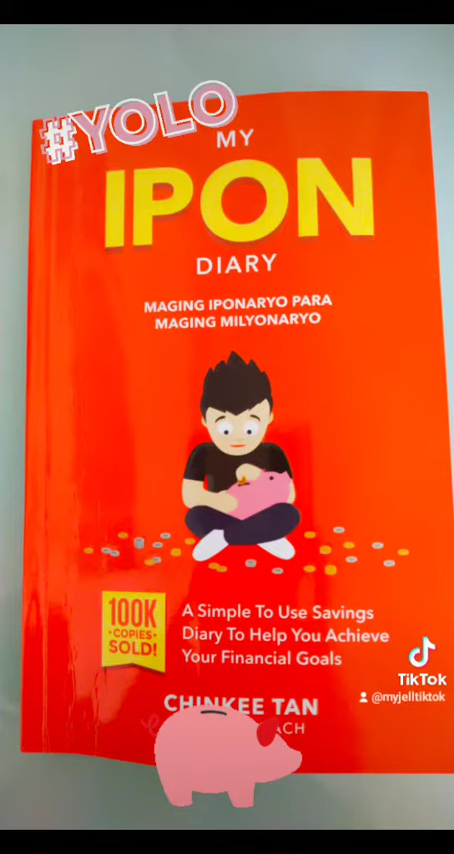 #YOLO
MY
IPON
DIARY
MAGING IPONARYO PARA
MAGING MILYONARYO
100K
• COPIES •
SOLD!
A Simple To Use Savings
Diary To Help You Achieve
Your Financial Goals
TikTok
@myjelltiktok
CHINKEE TAN